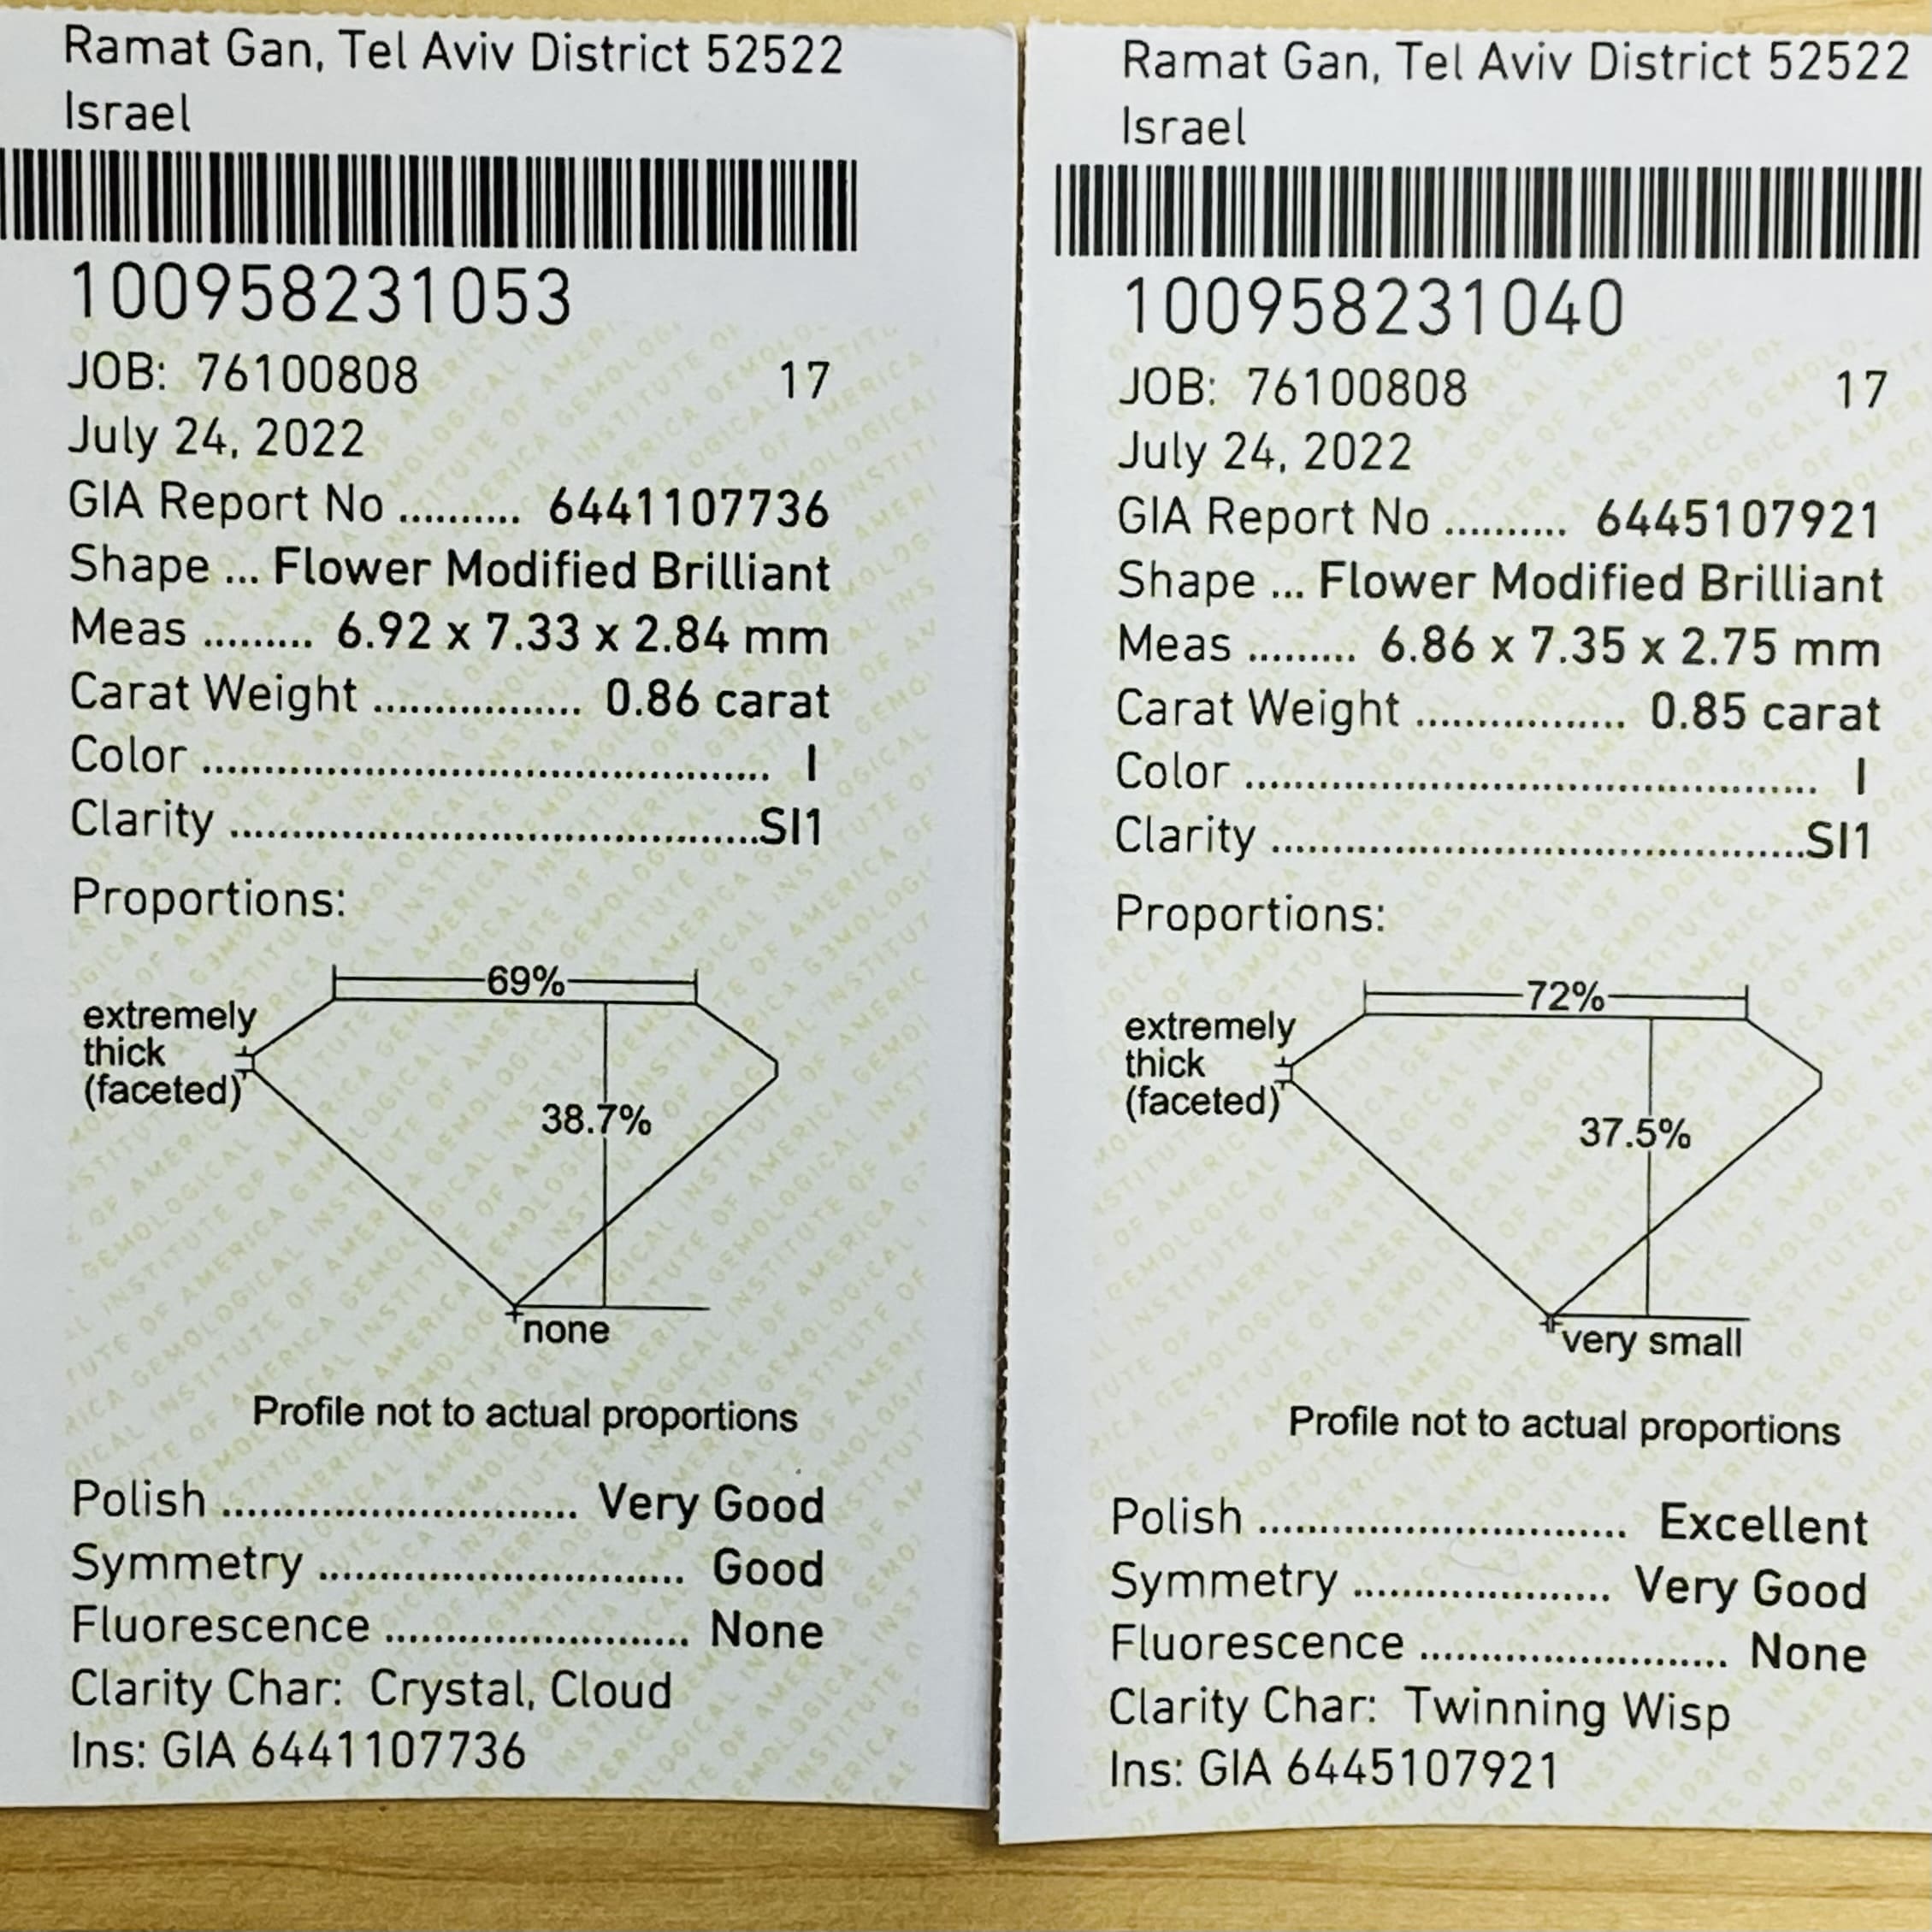 Ramat Gan, Tel Aviv District 52522
Israel
100958231053
JOB: 76100808 17
July 24, 2022
GIA Report No .......... 6441107736
Shape ... Flower Modified Brilliant
Meas ......... 6.92 x 7.33 x 2.84 mm
Carat Weight ................. 0.86 carat
Color ............................................. I
Clarity ..........................................SI1
Proportions:
69%
extremely
thick
(faceted)
38.7%
none
Profile not to actual proportions
Polish ............................. Very Good
Symmetry .............................. Good
Fluorescence ......................... None
Clarity Char: Crystal, Cloud
Ins: GIA 6441107736
Ramat Gan, Tel Aviv District 52522
Israel
100958231040
JOB: 76100808 17
July 24, 2022
GIA Report No .......... 6445107921
Shape ... Flower Modified Brilliant
Meas ......... 6.86 x 7.35 x 2.75 mm
Carat Weight ................. 0.85 carat
Color ............................................. I
Clarity ..........................................SI1
Proportions:
72%
extremely
thick
(faceted)
37.5%
very small
Profile not to actual proportions
Polish .............................. Excellent
Symmetry ..................... Very Good
Fluorescence ......................... None
Clarity Char: Twinning Wisp
Ins: GIA 6445107921